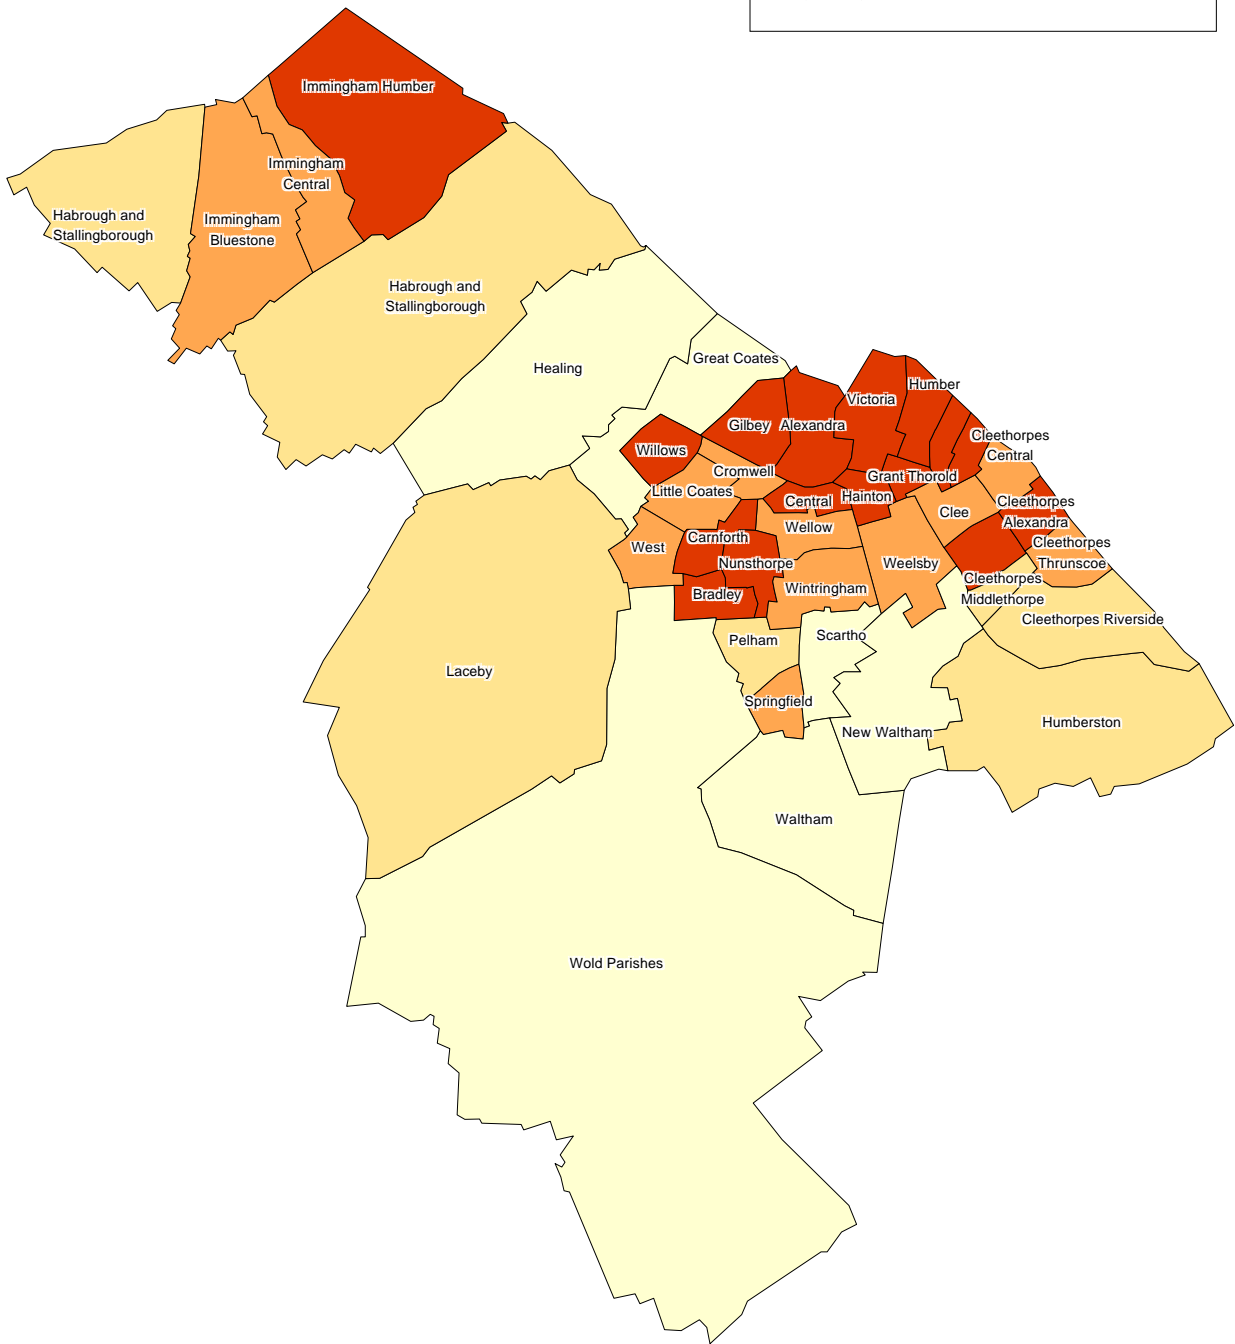 Immingham Humber
Immingham
Central
Habrough and
Stallingborough
Immingham
Bluestone
Habrough and
Stallingborough
Healing
Great Coates
Humber
Victoria
Gilbey
Alexandra
Cleethorpes
Central
Willows
Cromwell
Grant Thorold
Little Coates
Central
Hainton
Cleethorpes
Alexandra
Clee
Wellow
Carnforth
West
Cleethorpes
Thrunscoe
Nunsthorpe
Weelsby
Cleethorpes
Middlethorpe
Bradley
Wintringham
Cleethorpes Riverside
Pelham
Scartho
Laceby
Springfield
Humberston
New Waltham
Waltham
Wold Parishes